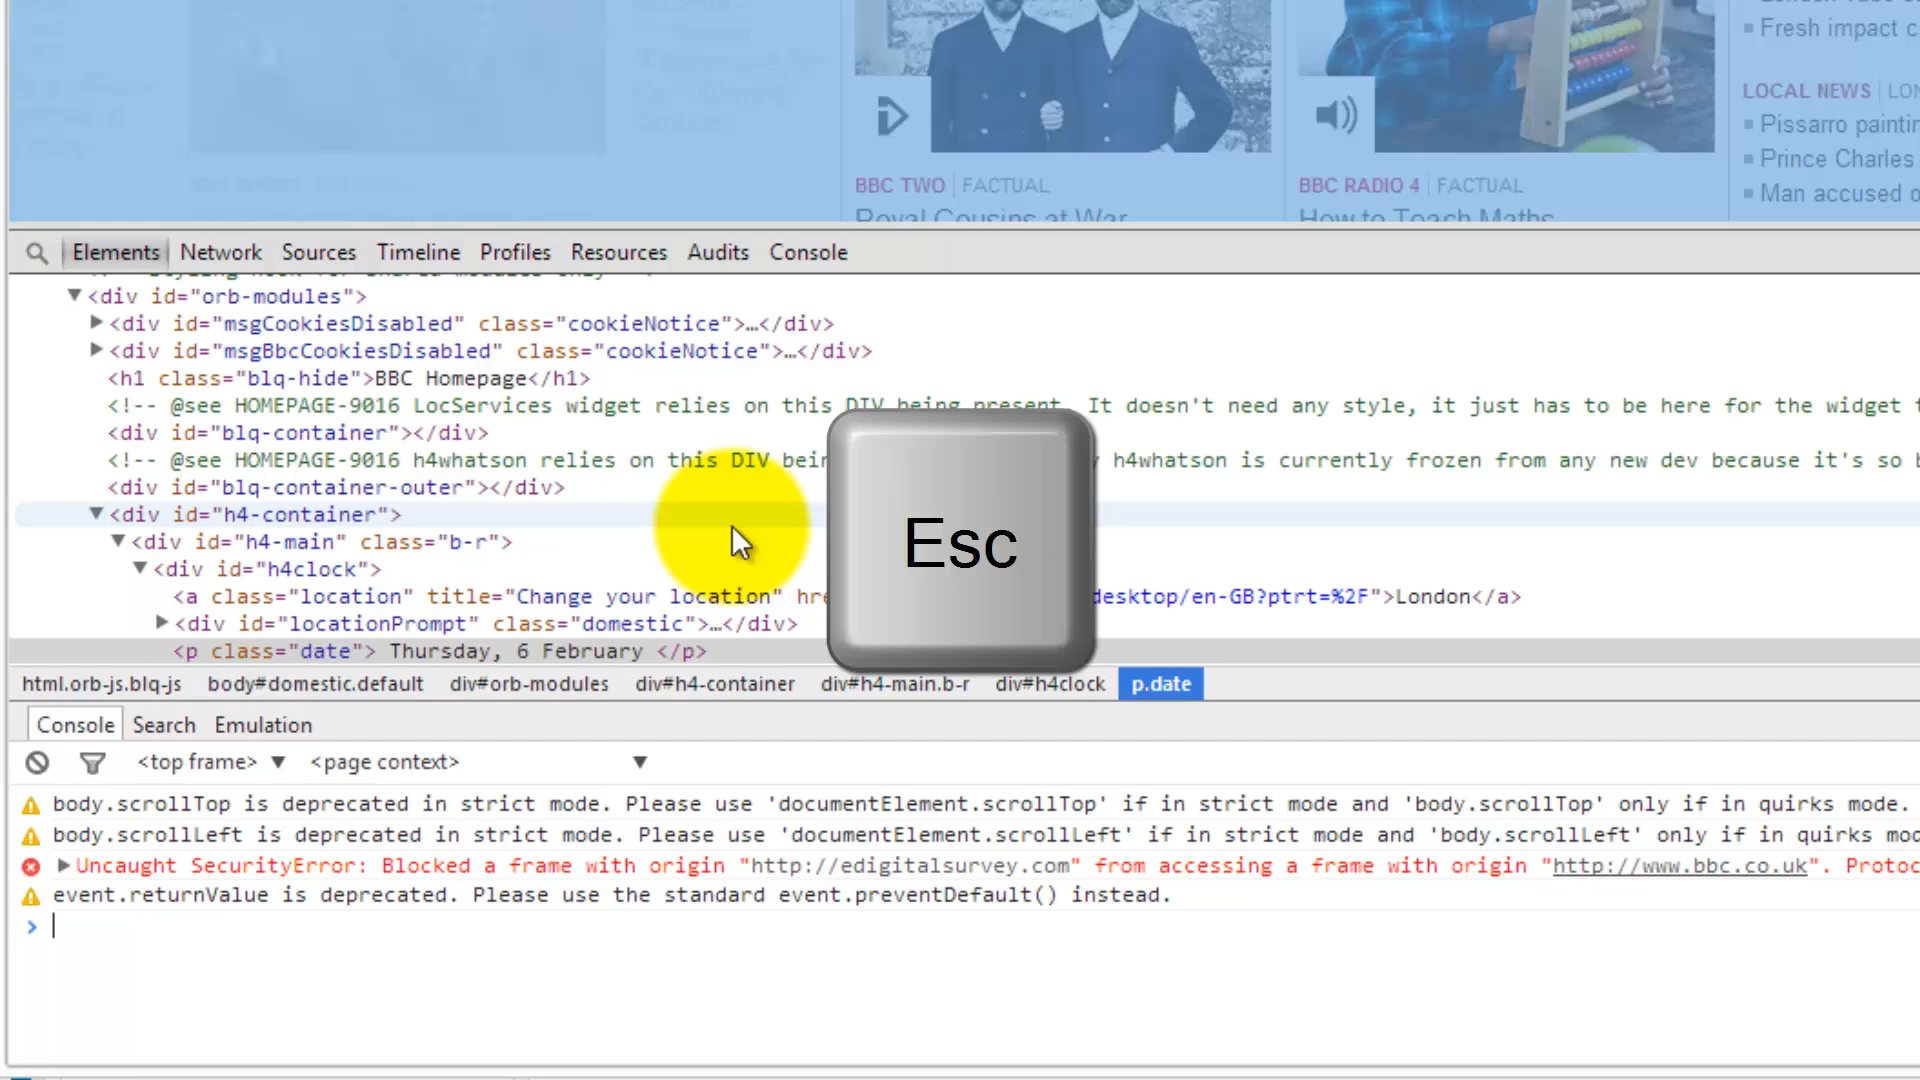 Fresh impact c
LOCAL NEWS LON
Pissarro paintin
Prince Charles
Man accused o
BBC TWO FACTUAL
Royal Cousins at War
BBC RADIO 4 FACTUAL
How to Teach Maths
Elements Network Sources Timeline Profiles Resources Audits Console
▼<div id="orb-modules">
▶<div id="msgCookiesDisabled" class="cookieNotice">…</div>
▶<div id="msgBbcCookiesDisabled" class="cookieNotice">…</div>
<h1 class="blq-hide">BBC Homepage</h1>
<!-- @see HOMEPAGE-9016 LocServices widget relies on this DIV being present. It doesn't need any style, it just has to be here for the widget
<div id="blq-container"></div>
<!-- @see HOMEPAGE-9016 h4whatson relies on this DIV bein h4whatson is currently frozen from any new dev because it's so
<div id="blq-container-outer"></div>
▼<div id="h4-container">
▼<div id="h4-main" class="b-r">
▼<div id="h4clock">
<a class="location" title="Change your location" hre desktop/en-GB?ptrt=%2F">London</a>
▶<div id="locationPrompt" class="domestic">…</div>
<p class="date"> Thursday, 6 February </p>
Esc
html.orb-js.blq-js body#domestic.default div#orb-modules div#h4-container div#h4-main.b-r div#h4clock p.date
Console Search Emulation
<top frame> ▼ <page context> ▼
body.scrollTop is deprecated in strict mode. Please use 'documentElement.scrollTop' if in strict mode and 'body.scrollTop' only if in quirks mode.
body.scrollLeft is deprecated in strict mode. Please use 'documentElement.scrollLeft' if in strict mode and 'body.scrollLeft' only if in quirks mod
▶Uncaught SecurityError: Blocked a frame with origin "http://edigitalsurvey.com" from accessing a frame with origin "http://www.bbc.co.uk". Protoc
event.returnValue is deprecated. Please use the standard event.preventDefault() instead.
>